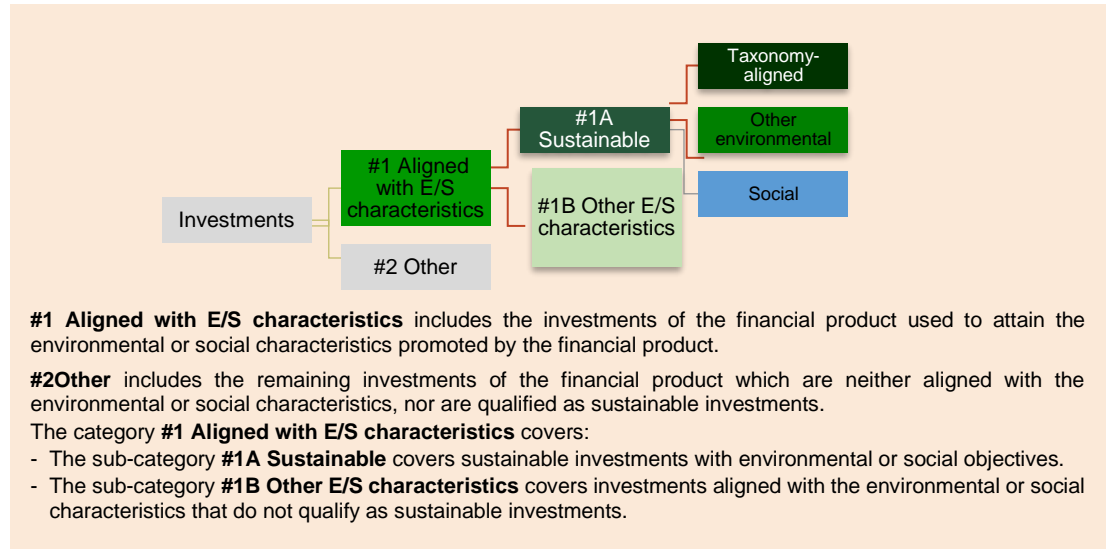 Taxonomy-
aligned
#1A
Sustainable
Other
environmental
#1 Aligned
with E/S
characteristics
Social
#1B Other E/S
characteristics
Investments
#2 Other
#1 Aligned with E/S characteristics includes the investments of the financial product used to attain the
environmental or social characteristics promoted by the financial product.
#2Other includes the remaining investments of the financial product which are neither aligned with the
environmental or social characteristics, nor are qualified as sustainable investments.
The category #1 Aligned with E/S characteristics covers:
- The sub-category #1A Sustainable covers sustainable investments with environmental or social objectives.
- The sub-category #1B Other E/S characteristics covers investments aligned with the environmental or social
characteristics that do not qualify as sustainable investments.